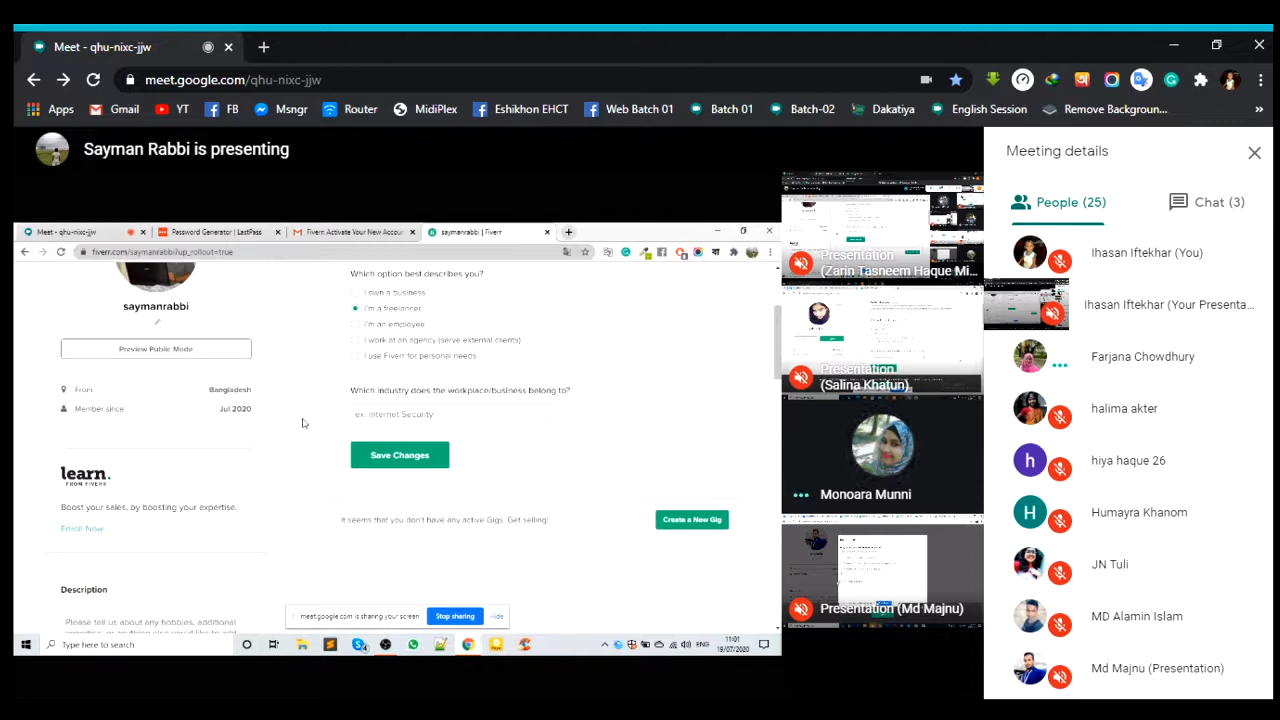 Meet - qhu-nixc-jjw
meet.google.com/qhu-nixc-jjw
Apps Gmail YT FB Msngr Router MidiPlex Eshikhon EHCT Web Batch 01 Batch 01 Batch-02 Dakatiya English Session Remove Backgroun... »
Sayman Rabbi is presenting
Meet - qhu-nixc-jjw
Password Generator | LastPass
saymanrabbi | Fiverr
fiverr.com/saymanrabbi?up_rollout=true
saymanrabbi
Preview Public Mode
From Bangladesh
Member since Jul 2020
learn.
FROM FIVERR
Boost your sales, by boosting your expertise.
Enroll Now
Description
Please tell us about any hobbies, additional
Which option best describes you?
I own a business
I'm a freelancer
I'm an employee
I work at an agency (serve external clients)
I use Fiverr for personal needs
Which industry does the workplace/business belong to?
ex: Internet Security
Save Changes
It seems that you don't have any active Gigs. Get selling!
Create a New Gig
meet.google.com is sharing your screen. Stop sharing Hide
Type here to search
ENG
11:01
19/07/2020
Presentation
(Zarin Tasneem Haque Mi...
Presentation
(Salina Khatun)
Monoara Munni
Presentation (Md Majnu)
Meeting details
People (25)
Chat (3)
Ihasan Iftekhar (You)
Ihasan Iftekhar (Your Presenta...
Farjana Chowdhury
halima akter
h
hiya haque 26
H
Humayra Khanom
JN Tuli
MD Alamin Islam
Md Majnu (Presentation)